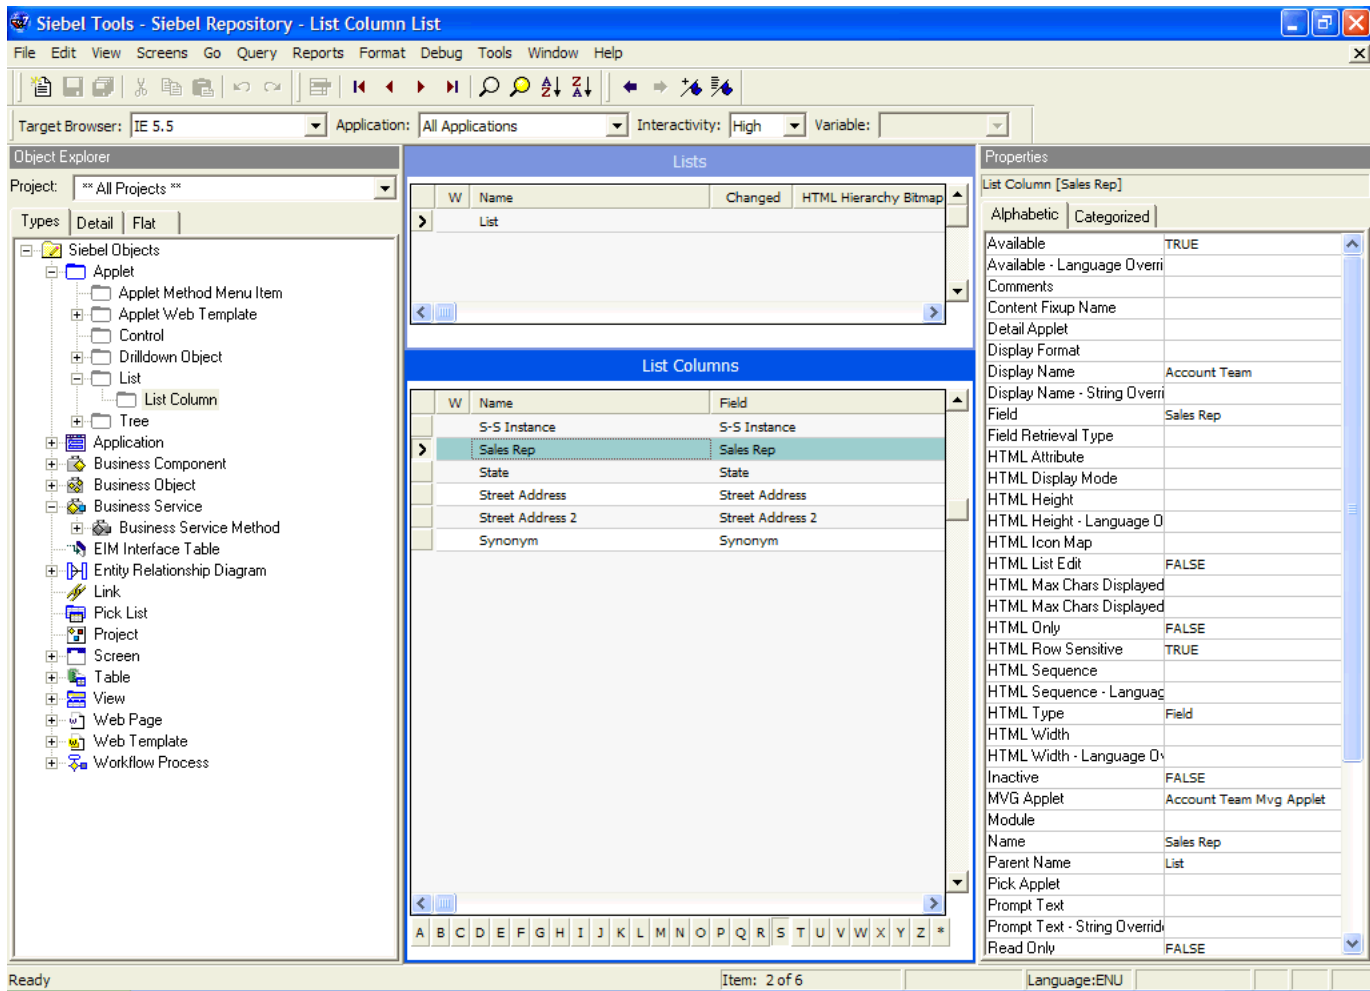 Siebel Tools - Siebel Repository - List Column List
File Edit View Screens Go Query Reports Format Debug Tools Window Help
Target Browser: IE 5.5 Application: All Applications Interactivity: High Variable:
Object Explorer
Project: ** All Projects **
Types Detail Flat
Siebel Objects
Applet
Applet Method Menu Item
Applet Web Template
Control
Drilldown Object
List
List Column
Tree
Application
Business Component
Business Object
Business Service
Business Service Method
EIM Interface Table
Entity Relationship Diagram
Link
Pick List
Project
Screen
Table
View
Web Page
Web Template
Workflow Process
Lists
W Name Changed HTML Hierarchy Bitmap
List
List Columns
W Name Field
S-S Instance S-S Instance
Sales Rep Sales Rep
State State
Street Address Street Address
Street Address 2 Street Address 2
Synonym Synonym
A B C D E F G H I J K L M N O P Q R S T U V W X Y Z *
Properties
List Column [Sales Rep]
Alphabetic Categorized
Available TRUE
Available - Language Overri
Comments
Content Fixup Name
Detail Applet
Display Format
Display Name Account Team
Display Name - String Overri
Field Sales Rep
Field Retrieval Type
HTML Attribute
HTML Display Mode
HTML Height
HTML Height - Language O
HTML Icon Map
HTML List Edit FALSE
HTML Max Chars Displayed
HTML Max Chars Displayed
HTML Only FALSE
HTML Row Sensitive TRUE
HTML Sequence
HTML Sequence - Languag
HTML Type Field
HTML Width
HTML Width - Language Ov
Inactive FALSE
MVG Applet Account Team Mvg Applet
Module
Name Sales Rep
Parent Name List
Pick Applet
Prompt Text
Prompt Text - String Overrid
Read Only FALSE
Ready Item: 2 of 6 Language:ENU